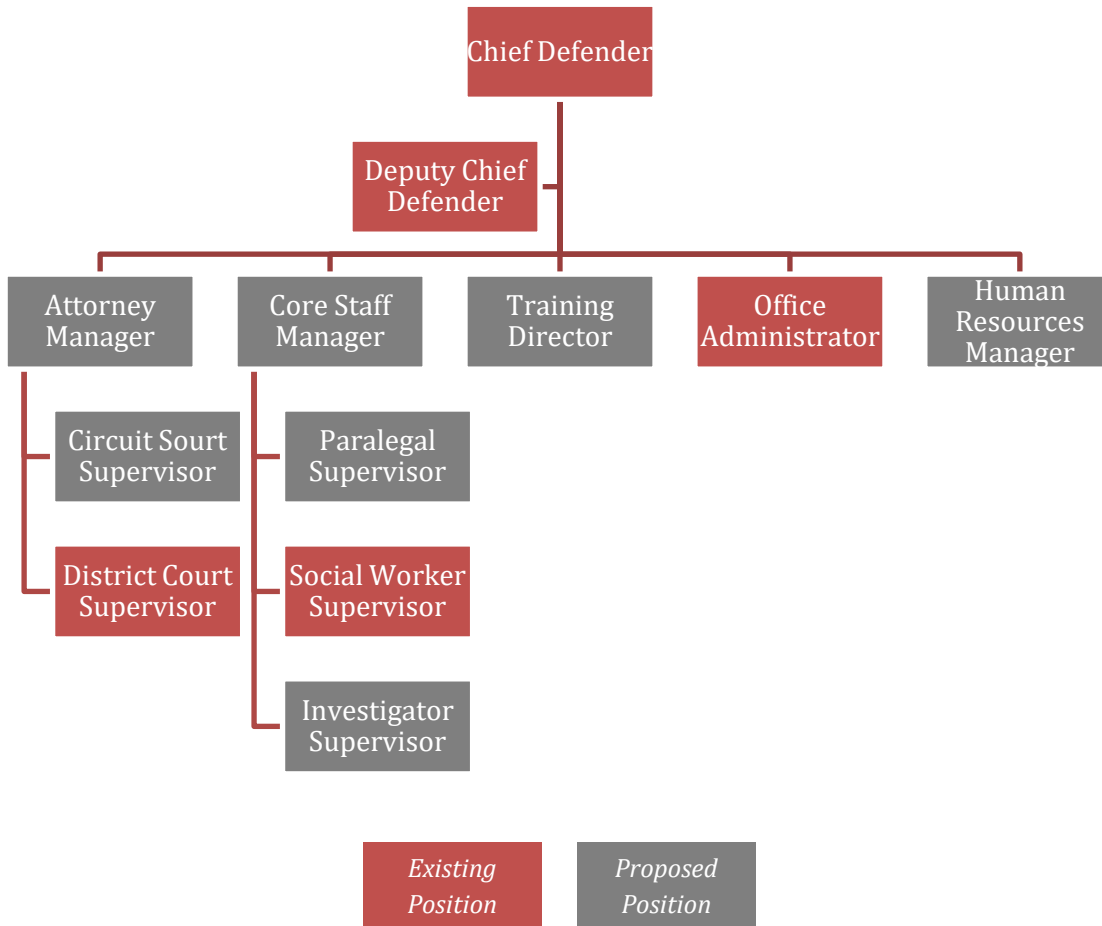 Chief Defender
Deputy Chief
Defender
Attorney
Manager
Core Staff
Manager
Training
Director
Office
Administrator
Human
Resources
Manager
Circuit Sourt
Supervisor
Paralegal
Supervisor
District Court
Supervisor
Social Worker
Supervisor
Investigator
Supervisor
Existing
Position
Proposed
Position